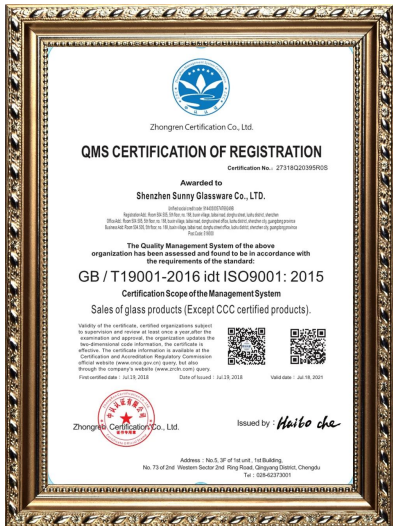 Zhongren Certification Co., Ltd.
QMS CERTIFICATION OF REGISTRATION
Certification No.: 27318Q20395R0S
Awarded to
Shenzhen Sunny Glassware Co., LTD.
The Quality Management System of the above
organization has been assessed and found to be in accordance with
the requirements of the standard:
GB / T19001-2016 idt ISO9001: 2015
Certification Scope of the Management System
Sales of glass products (Except CCC certified products).
Validity of the certificate, certified organizations subject
to supervision and review at least once a year,after the
examination and approval, the organization updates the
two-dimensional code information, the certificate is
effective. The certificate information is available at the
Certification and Accreditation Regulatory Commission
official website (www.cnca.gov.cn) query, but also
through the company's website (www.zrclrn.com) query.
First certified date : Jul.19, 2018 Date of Issued : Jul.19, 2018 Valid date : Jul.18, 2021
Zhongren Certification Co., Ltd.
Issued by : Haibo che
Address : No.5, 3F of 1st unit , 1st Building,
No. 73 of 2nd Western Sector 2nd Ring Road, Qingyang District, Chengdu
Tel : 028-62373001